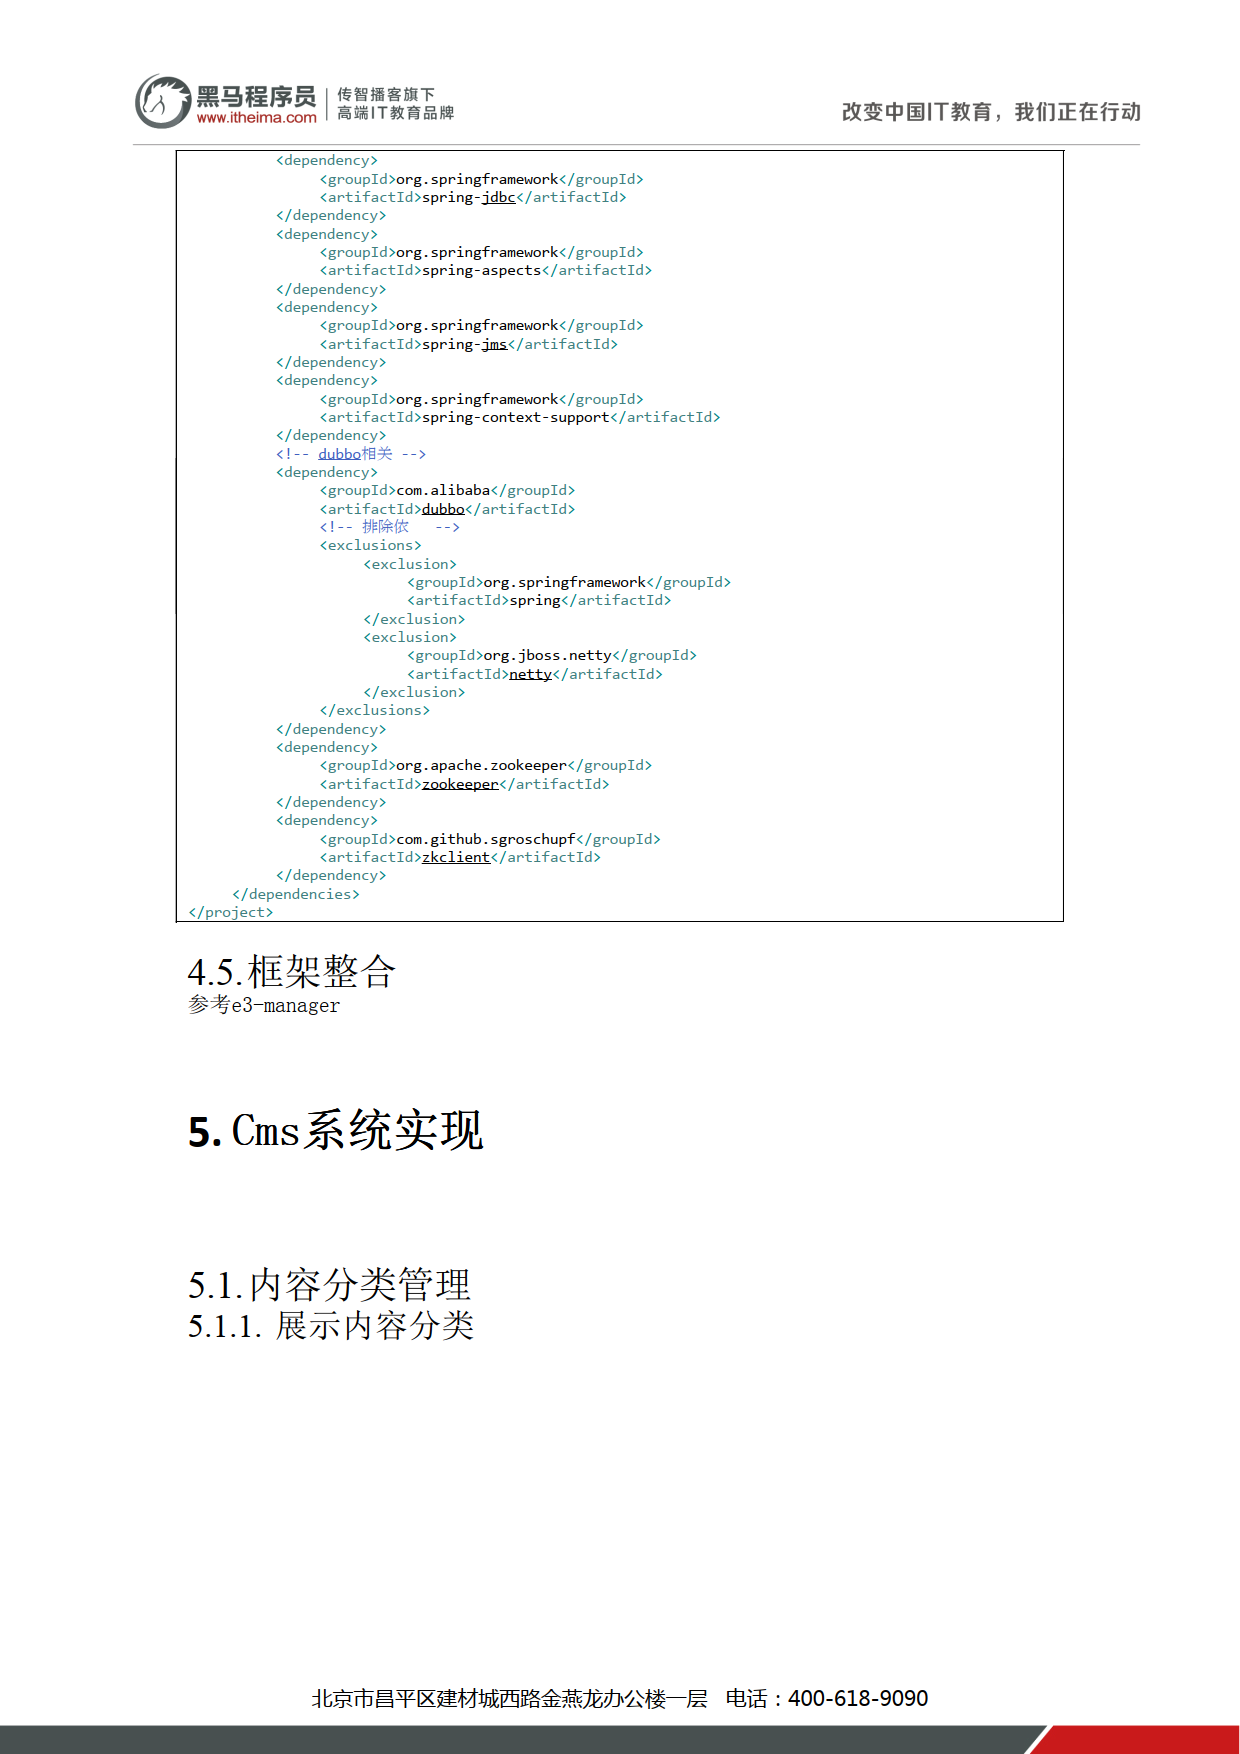 黑马程序员
www.itheima.com
传智播客旗下
高端IT教育品牌
改变中国IT教育，我们正在行动
<dependency>
<groupId>org.springframework</groupId>
<artifactId>spring-jdbc</artifactId>
</dependency>
<dependency>
<groupId>org.springframework</groupId>
<artifactId>spring-aspects</artifactId>
</dependency>
<dependency>
<groupId>org.springframework</groupId>
<artifactId>spring-jms</artifactId>
</dependency>
<dependency>
<groupId>org.springframework</groupId>
<artifactId>spring-context-support</artifactId>
</dependency>
<!-- dubbo相关 -->
<dependency>
<groupId>com.alibaba</groupId>
<artifactId>dubbo</artifactId>
<!-- 排除依   -->
<exclusions>
<exclusion>
<groupId>org.springframework</groupId>
<artifactId>spring</artifactId>
</exclusion>
<exclusion>
<groupId>org.jboss.netty</groupId>
<artifactId>netty</artifactId>
</exclusion>
</exclusions>
</dependency>
<dependency>
<groupId>org.apache.zookeeper</groupId>
<artifactId>zookeeper</artifactId>
</dependency>
<dependency>
<groupId>com.github.sgroschupf</groupId>
<artifactId>zkclient</artifactId>
</dependency>
</dependencies>
</project>
4.5.框架整合
参考e3-manager
5. Cms系统实现
5.1.内容分类管理
5.1.1. 展示内容分类
北京市昌平区建材城西路金燕龙办公楼一层 电话：400-618-9090